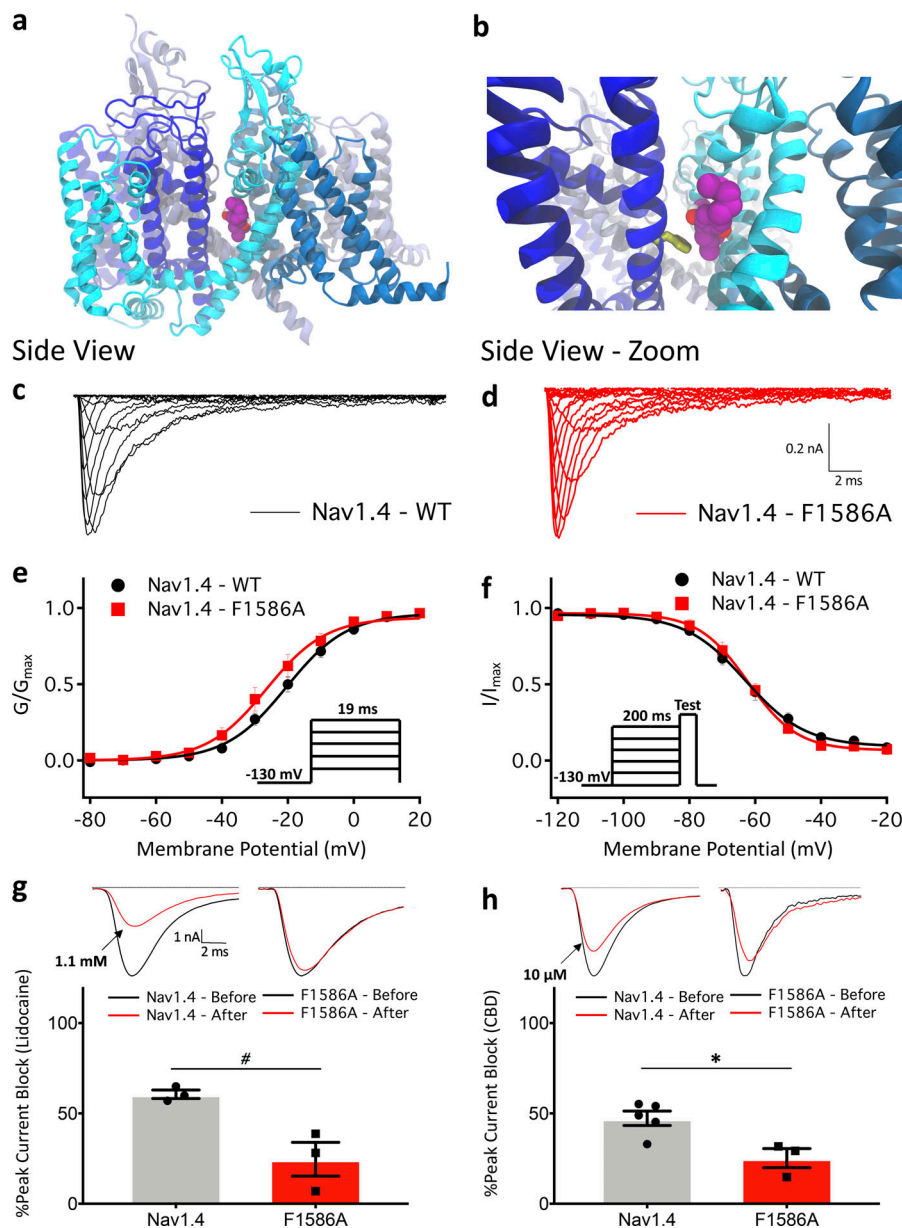 a
b
Side View
Side View - Zoom
c
d
0.2 nA
2 ms
Nav1.4 - WT
Nav1.4 - F1586A
e
Nav1.4 - WT
Nav1.4 - F1586A
1.0
0.5
0.0
G/Gmax
19 ms
-130 mV
-80 -60 -40 -20 0 20
Membrane Potential (mV)
f
Nav1.4 - WT
Nav1.4 - F1586A
1.0
0.5
0.0
I/Imax
Test
200 ms
-130 mV
-120 -100 -80 -60 -40 -20
Membrane Potential (mV)
g
1.1 mM
1 nA
2 ms
Nav1.4 - Before
F1586A - Before
Nav1.4 - After
F1586A - After
%Peak Current Block (Lidocaine)
100
50
0
#
Nav1.4
F1586A
h
10 µM
Nav1.4 - Before
F1586A - Before
Nav1.4 - After
F1586A - After
%Peak Current Block (CBD)
100
50
0
*
Nav1.4
F1586A